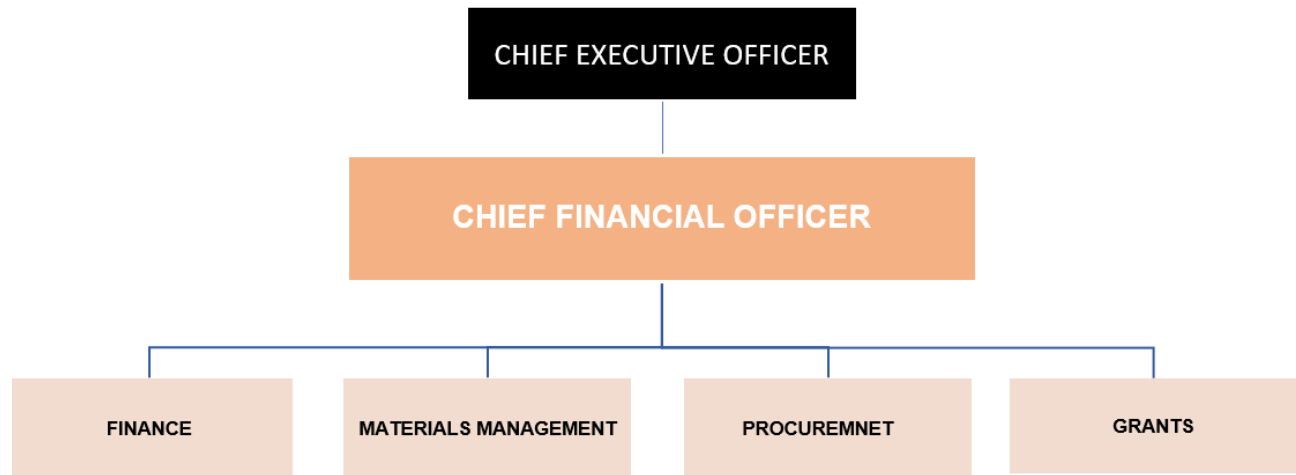 CHIEF EXECUTIVE OFFICER
CHIEF FINANCIAL OFFICER
FINANCE
MATERIALS MANAGEMENT
PROCUREMNET
GRANTS